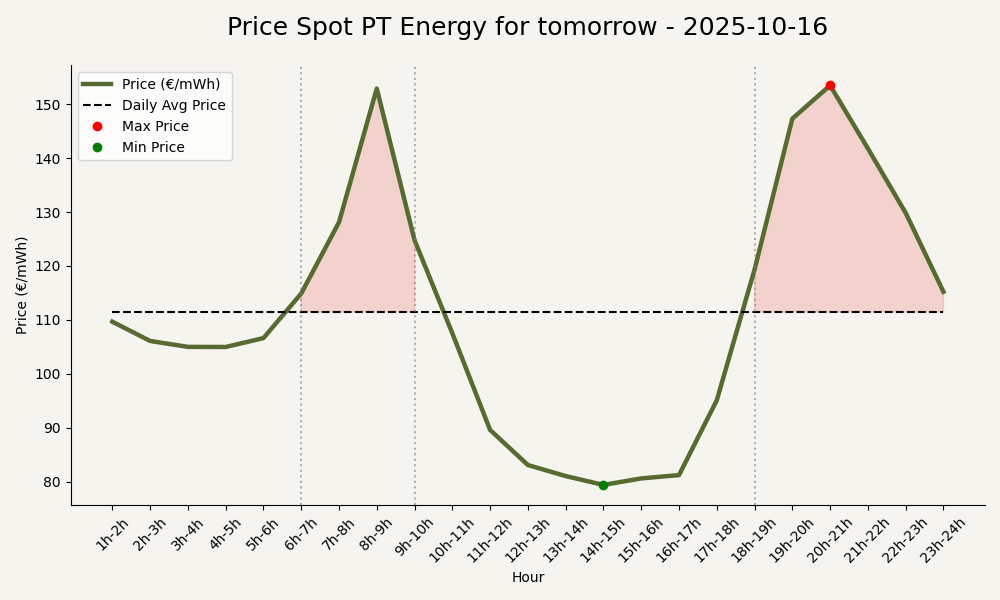 Price Spot PT Energy for tomorrow - 2025-10-16
Price (€/mWh)
Daily Avg Price
Max Price
Min Price
Price (€/mWh)
150
140
130
120
110
100
90
80
1h-2h
2h-3h
3h-4h
4h-5h
5h-6h
6h-7h
7h-8h
8h-9h
9h-10h
10h-11h
11h-12h
12h-13h
13h-14h
14h-15h
15h-16h
16h-17h
17h-18h
18h-19h
19h-20h
20h-21h
21h-22h
22h-23h
23h-24h
Hour